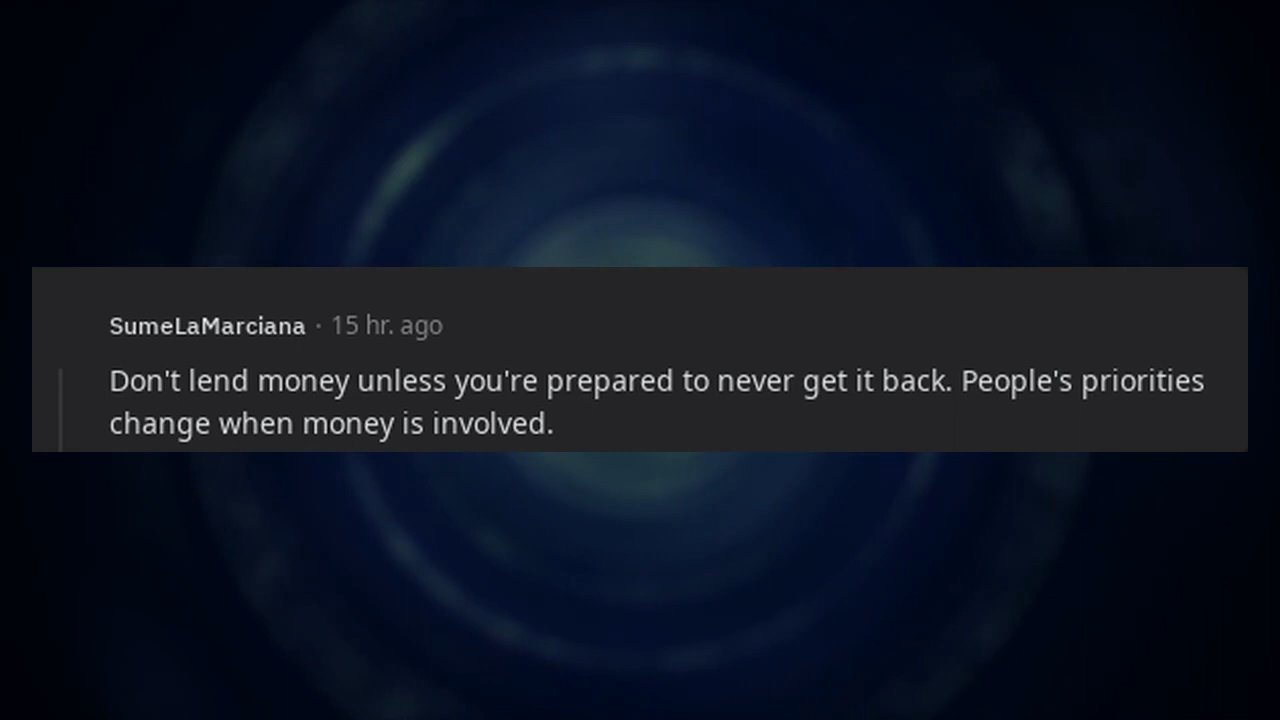 SumeLaMarciana · 15 hr. ago
Don't lend money unless you're prepared to never get it back. People's priorities
change when money is involved.